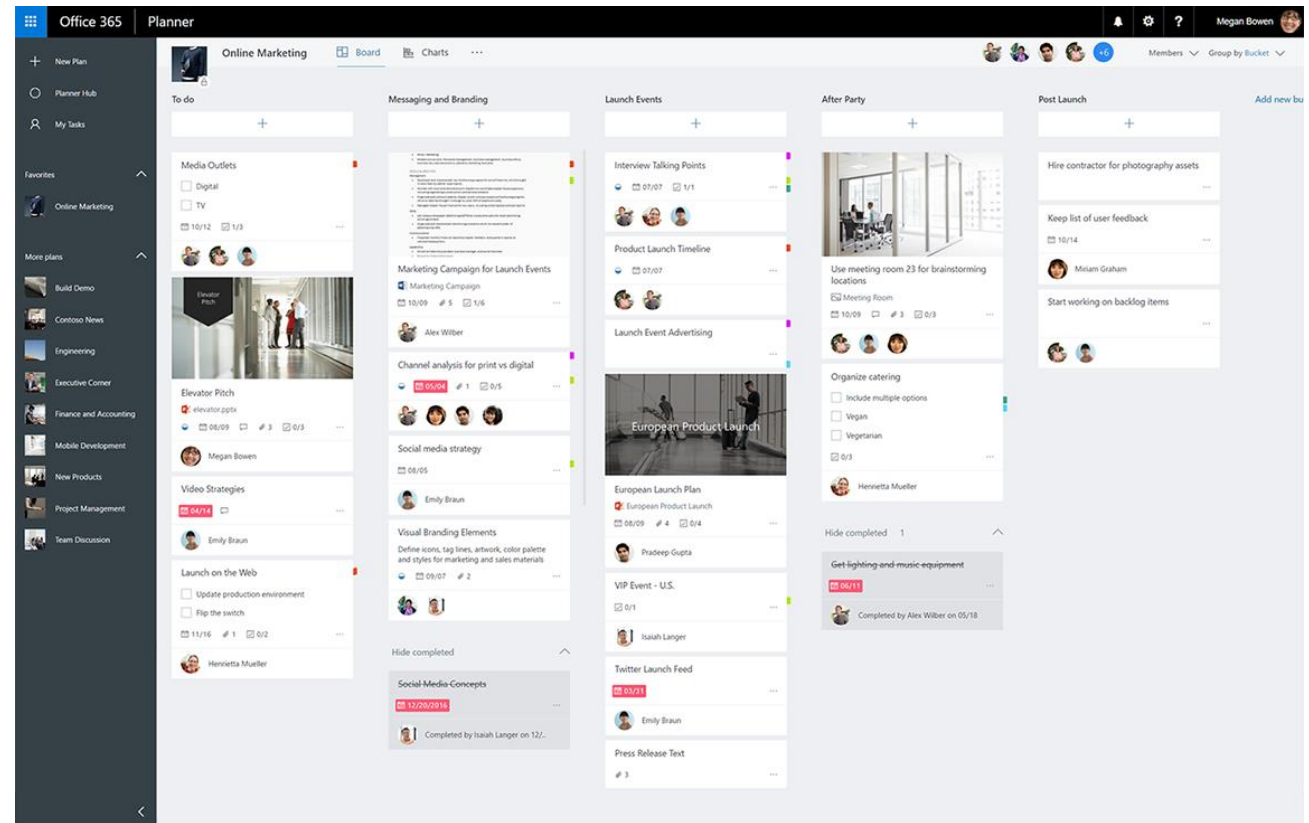 Office 365
Planner
?
Megan Bowen
New Plan
Planner Hub
My Tasks
Favorites
Online Marketing
More plans
Build Demo
Contoso News
Engineering
Executive Corner
Finance and Accounting
Mobile Development
New Products
Project Management
Team Discussion
Online Marketing
Board
Charts
+6
Members
Group by Bucket
To do
Media Outlets
Digital
TV
10/12 1/3
Elevator
Pitch
Elevator Pitch
elevator.pptx
08/09 3 0/3
Megan Bowen
Video Strategies
04/14
Emily Braun
Launch on the Web
Update production environment
Flip the switch
11/16 1 0/2
Henrietta Mueller
Messaging and Branding
Marketing Campaign for Launch Events
Marketing Campaign
10/09 5 1/6
Alex Wilber
Channel analysis for print vs digital
05/04 1 0/5
Social media strategy
08/05
Emily Braun
Visual Branding Elements
Define icons, tag lines, artwork, color palette
and styles for marketing and sales materials
09/07 2
Hide completed
Social Media Concepts
12/20/2016
Completed by Isaiah Langer on 12/..
Launch Events
Interview Talking Points
07/07 1/1
Product Launch Timeline
07/07
Launch Event Advertising
European Product Launch
European Launch Plan
European Product Launch
08/09 4 0/4
Pradeep Gupta
VIP Event - U.S.
0/1
Isaiah Langer
Twitter Launch Feed
03/31
Emily Braun
Press Release Text
3
After Party
Use meeting room 23 for brainstorming
locations
Meeting Room
10/09 3 0/3
Organize catering
Include multiple options
Vegan
Vegetarian
0/3
Henrietta Mueller
Hide completed 1
Get lighting and music equipment
06/11
Completed by Alex Wilber on 05/18
Post Launch
Hire contractor for photography assets
Keep list of user feedback
10/14
Miriam Graham
Start working on backlog items
Add new bu